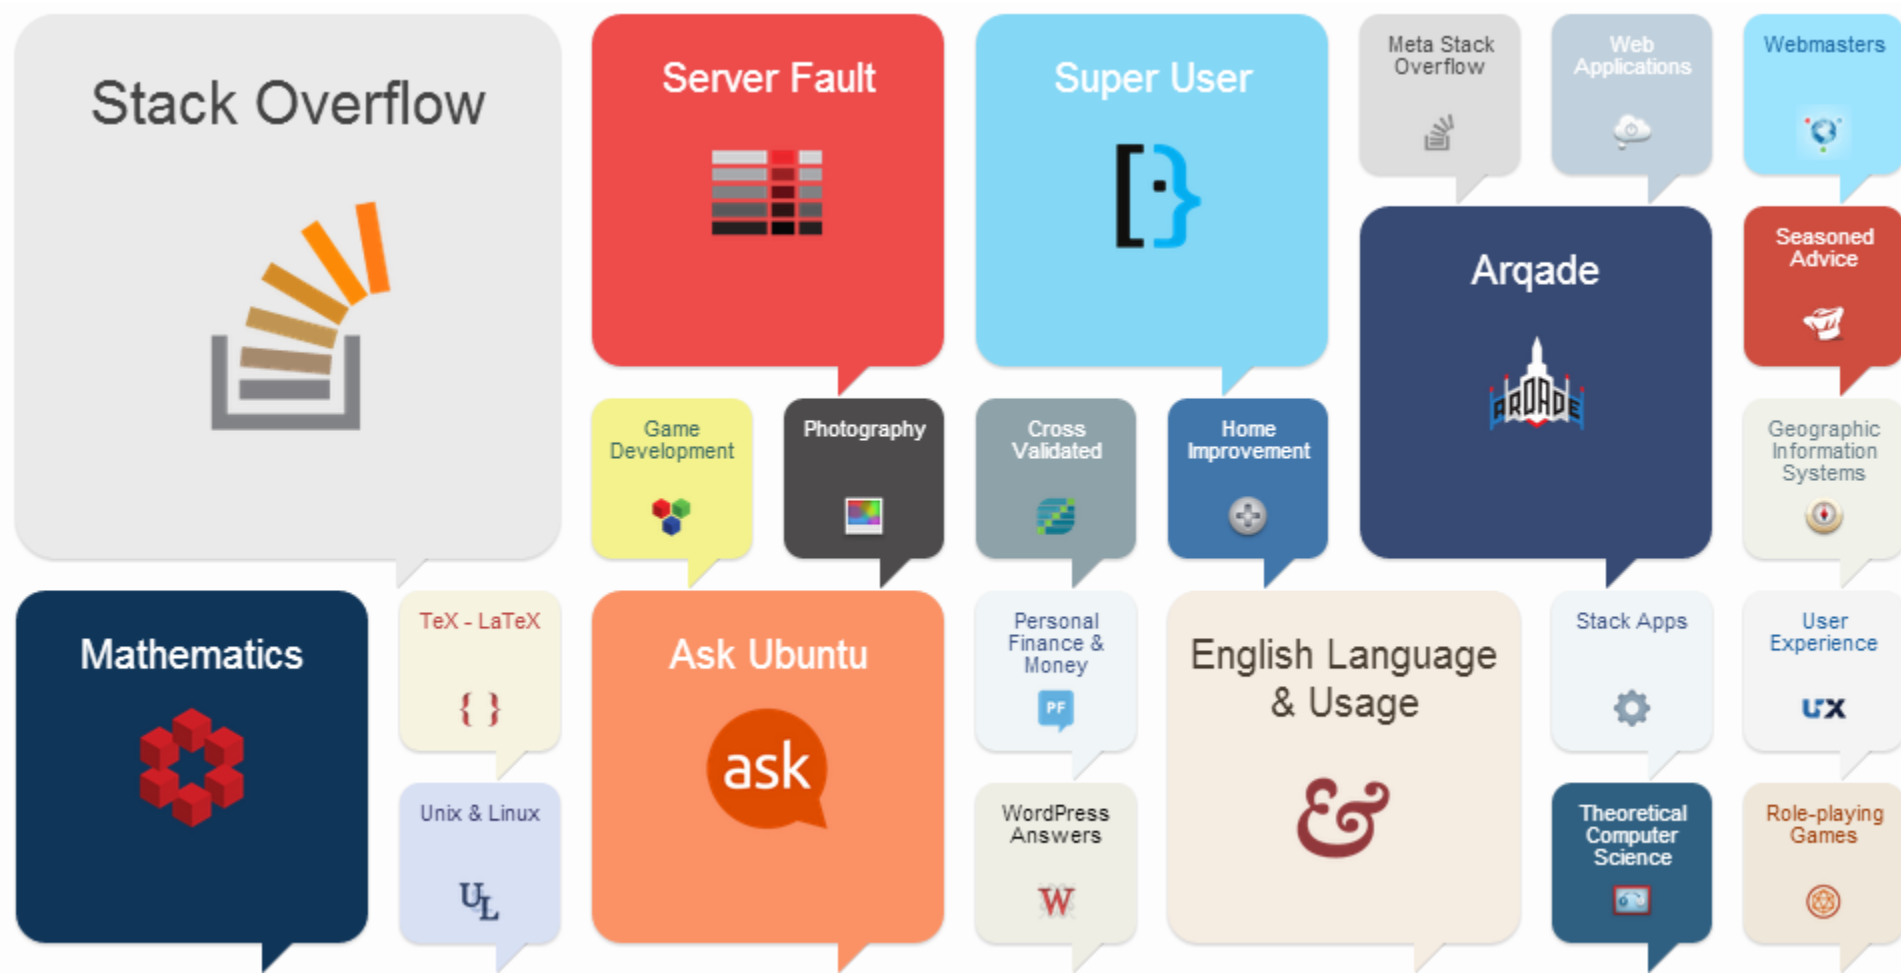 Stack Overflow
Server Fault
Super User
Meta Stack
Overflow
Web
Applications
Webmasters
Arqade
ARQADE
Seasoned
Advice
Game
Development
Photography
Cross
Validated
Home
Improvement
Geographic
Information
Systems
Mathematics
TeX - LaTeX
{ }
Unix & Linux
UL
Ask Ubuntu
ask
Personal
Finance &
Money
PF
WordPress
Answers
W
English Language
& Usage
&
Stack Apps
Theoretical
Computer
Science
User
Experience
UX
Role-playing
Games